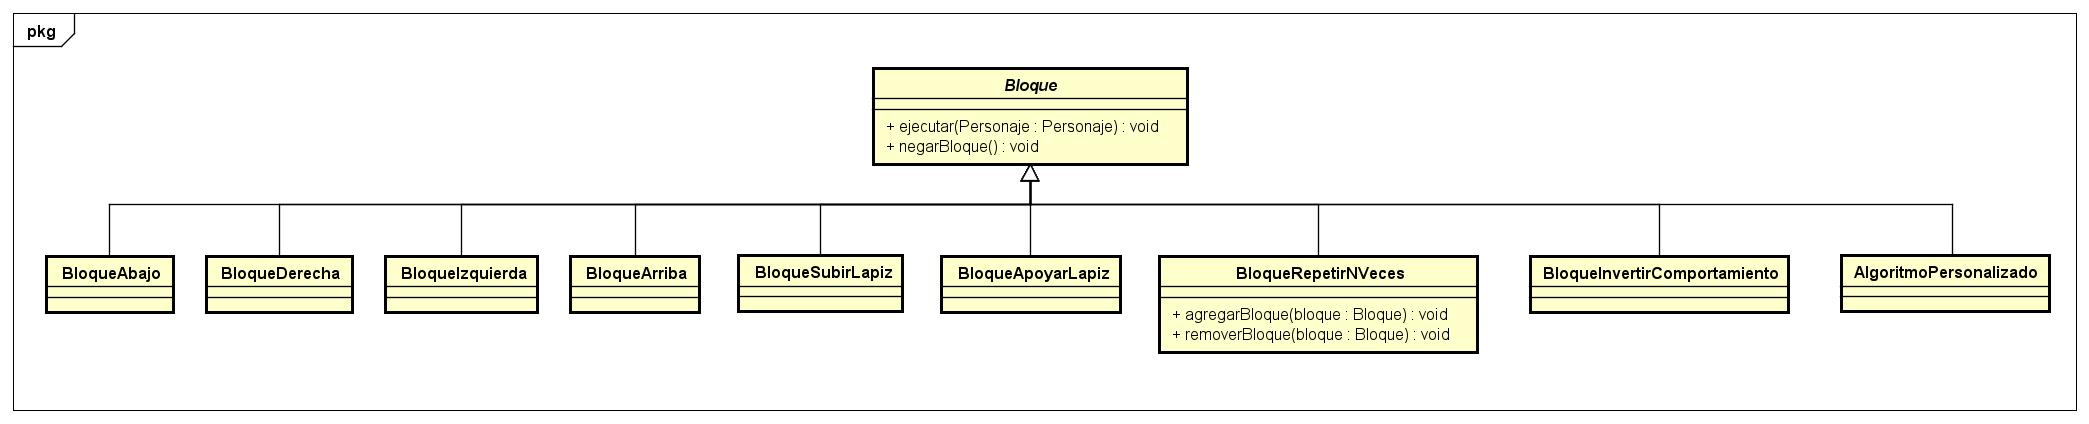 pkg
Bloque
+ ejecutar(Personaje : Personaje) : void
+ negarBloque() : void
BloqueAbajo
BloqueDerecha
BloqueIzquierda
BloqueArriba
BloqueSubirLapiz
BloqueApoyarLapiz
BloqueRepetirNVeces
+ agregarBloque(bloque : Bloque) : void
+ removerBloque(bloque : Bloque) : void
BloqueInvertirComportamiento
AlgoritmoPersonalizado